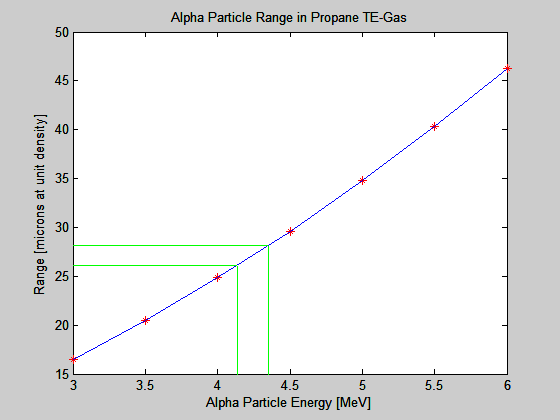 Alpha Particle Range in Propane TE-Gas
50
45
40
35
30
25
20
15
Range [microns at unit density]
3 3.5 4 4.5 5 5.5 6
Alpha Particle Energy [MeV]